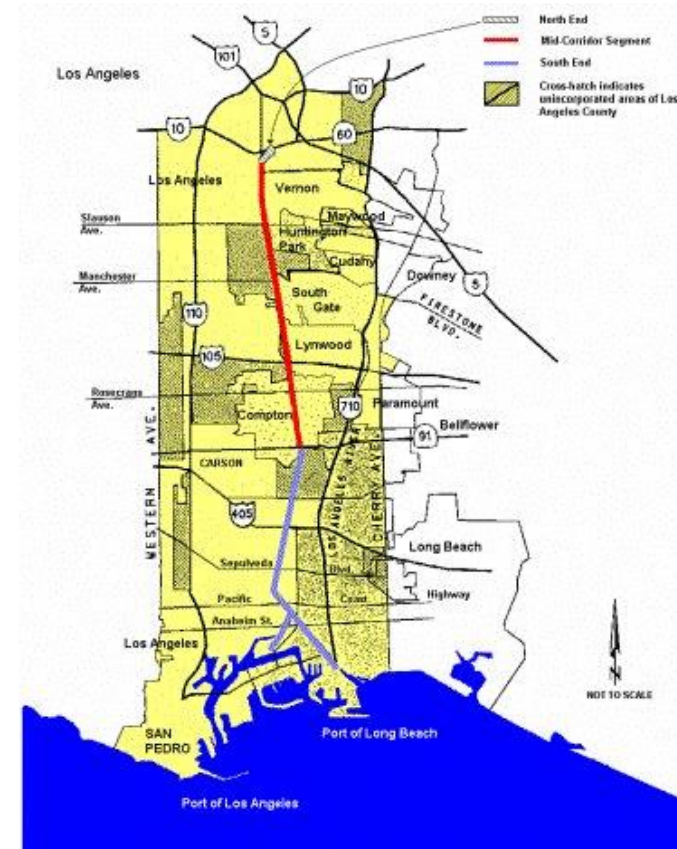 North End
5
101
Mid-Corridor Segment
South End
Los Angeles
10
Cross-hatch indicates
unincorporated areas of Los
Angeles County
10
60
Los Angeles
Vernon
Slauson
Ave.
Maywood
Huntington
Park
Cudahy
Manchester
Ave.
Downey
5
South
Gate
FIRESTONE
BLVD.
110
Lynwood
105
Rosecrans
Ave.
Compton
710
Paramount
Bellflower
91
WESTERN AVE.
CARSON
LOS ANGELES RIVER
CHERRY AVE.
405
Long Beach
Sepulveda
Blvd.
Pacific
Coast
Highway
Anaheim St.
Los Angeles
N
NOT TO SCALE
SAN
PEDRO
Port of Long Beach
Port of Los Angeles